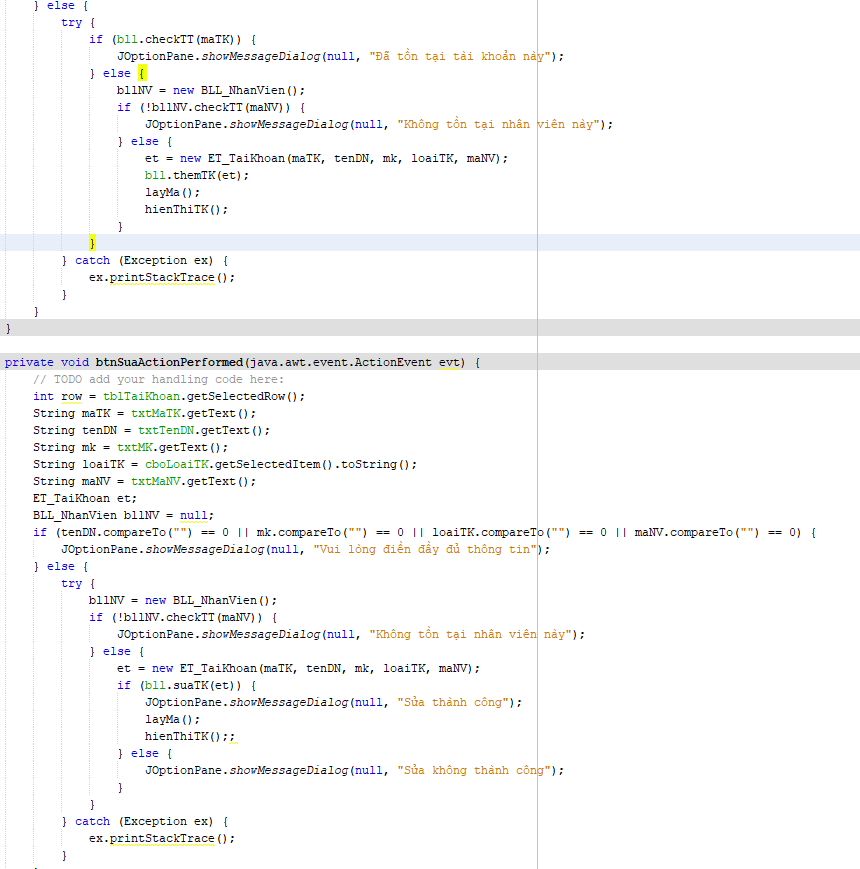 } else {
        try {
            if (bll.checkTT(maTK)) {
                JOptionPane.showMessageDialog(null, "Đã tồn tại tài khoản này");
            } else {
                bllNV = new BLL_NhanVien();
                if (!bllNV.checkTT(maNV)) {
                    JOptionPane.showMessageDialog(null, "Không tồn tại nhân viên này");
                } else {
                    et = new ET_TaiKhoan(maTK, tenDN, mk, loaiTK, maNV);
                    bll.themTK(et);
                    layMa();
                    hienThiTK();
                }
            }
        } catch (Exception ex) {
            ex.printStackTrace();
        }
    }
}
private void btnSuaActionPerformed(java.awt.event.ActionEvent evt) {
    // TODO add your handling code here:
    int row = tblTaiKhoan.getSelectedRow();
    String maTK = txtMaTK.getText();
    String tenDN = txtTenDN.getText();
    String mk = txtMK.getText();
    String loaiTK = cboLoaiTK.getSelectedItem().toString();
    String maNV = txtMaNV.getText();
    ET_TaiKhoan et;
    BLL_NhanVien bllNV = null;
    if (tenDN.compareTo("") == 0 || mk.compareTo("") == 0 || loaiTK.compareTo("") == 0 || maNV.compareTo("") == 0) {
        JOptionPane.showMessageDialog(null, "Vui lòng điền đầy đủ thông tin");
    } else {
        try {
            bllNV = new BLL_NhanVien();
            if (!bllNV.checkTT(maNV)) {
                JOptionPane.showMessageDialog(null, "Không tồn tại nhân viên này");
            } else {
                et = new ET_TaiKhoan(maTK, tenDN, mk, loaiTK, maNV);
                if (bll.suaTK(et)) {
                    JOptionPane.showMessageDialog(null, "Sửa thành công");
                    layMa();
                    hienThiTK();;
                } else {
                    JOptionPane.showMessageDialog(null, "Sửa không thành công");
                }
            }
        } catch (Exception ex) {
            ex.printStackTrace();
        }